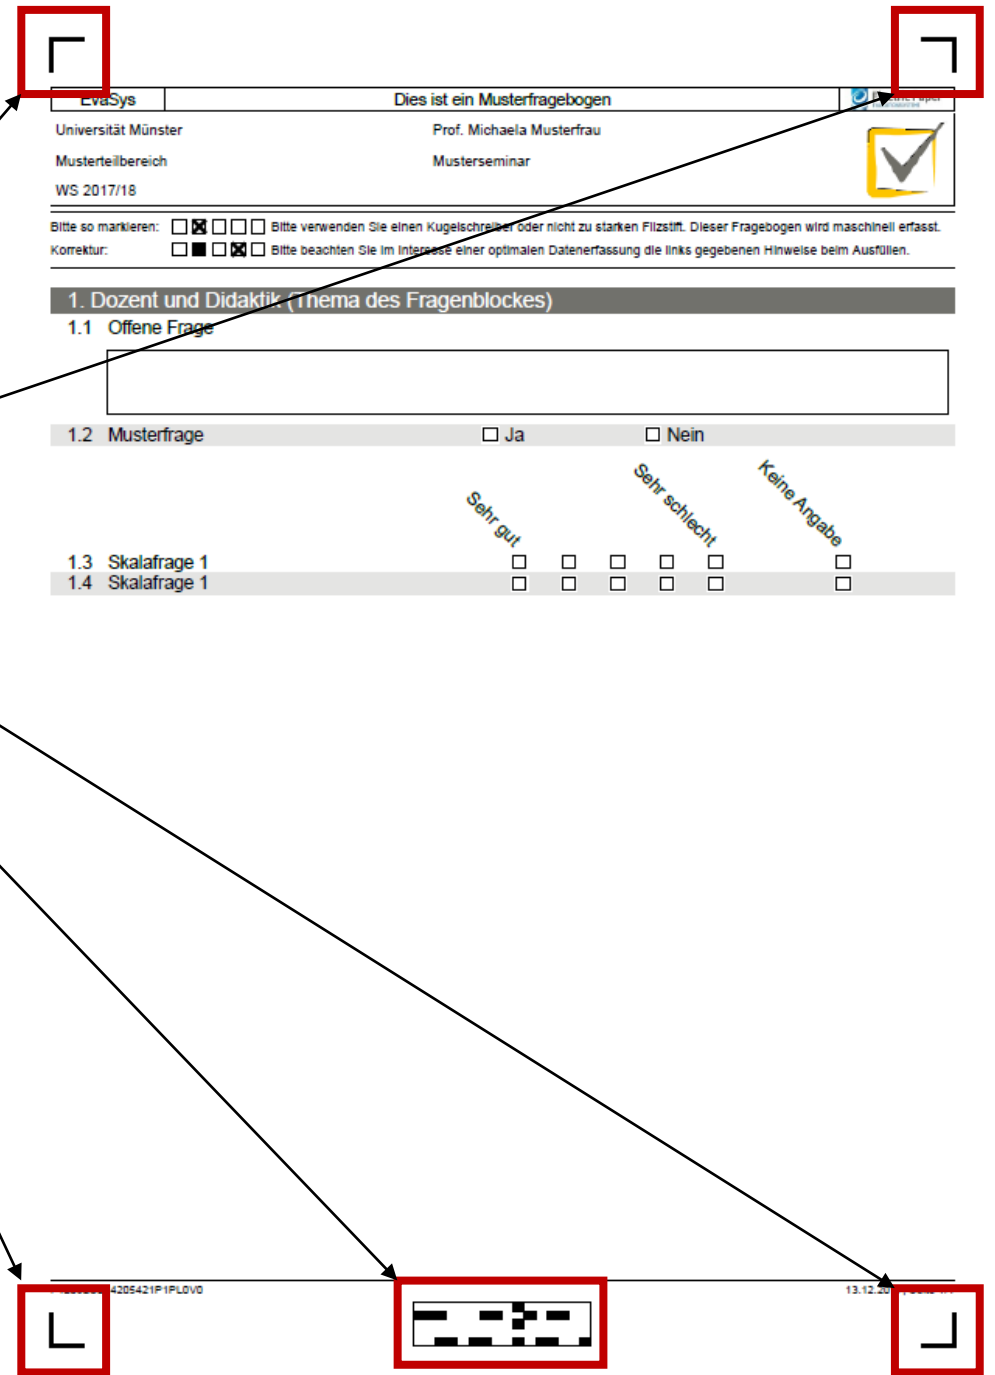 EvaSys Dies ist ein Musterfragebogen
Universität Münster Prof. Michaela Musterfrau
Musterteilbereich Musterseminar
WS 2017/18
Bitte so markieren: Bitte verwenden Sie einen Kugelschreiber oder nicht zu starken Filzstift. Dieser Fragebogen wird maschinell erfasst.
Korrektur: Bitte beachten Sie im Interesse einer optimalen Datenerfassung die links gegebenen Hinweise beim Ausfüllen.
1. Dozent und Didaktik (Thema des Fragenblockes)
1.1 Offene Frage
1.2 Musterfrage Ja Nein
Sehr gut Sehr schlecht Keine Angabe
1.3 Skalafrage 1
1.4 Skalafrage 1